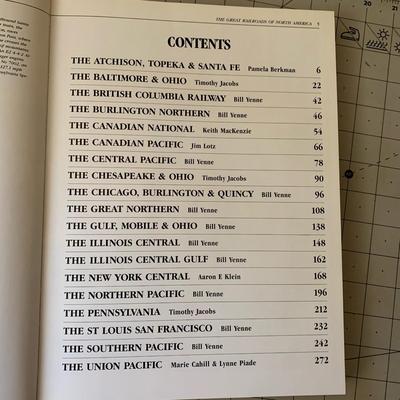 THE GREAT RAILROADS OF NORTH AMERICA 5
CONTENTS
THE ATCHISON, TOPEKA & SANTA FE Pamela Berkman 6
THE BALTIMORE & OHIO Timothy Jacobs 22
THE BRITISH COLUMBIA RAILWAY Bill Yenne 42
THE BURLINGTON NORTHERN Bill Yenne 46
THE CANADIAN NATIONAL Keith MacKenzie 54
THE CANADIAN PACIFIC Jim Lotz 66
THE CENTRAL PACIFIC Bill Yenne 78
THE CHESAPEAKE & OHIO Timothy Jacobs 90
THE CHICAGO, BURLINGTON & QUINCY Bill Yenne 96
THE GREAT NORTHERN Bill Yenne 108
THE GULF, MOBILE & OHIO Bill Yenne 138
THE ILLINOIS CENTRAL Bill Yenne 148
THE ILLINOIS CENTRAL GULF Bill Yenne 162
THE NEW YORK CENTRAL Aaron E Klein 168
THE NORTHERN PACIFIC Bill Yenne 196
THE PENNSYLVANIA Timothy Jacobs 212
THE ST LOUIS SAN FRANCISCO Bill Yenne 232
THE SOUTHERN PACIFIC Bill Yenne 242
THE UNION PACIFIC Marie Cahill & Lynne Piade 272